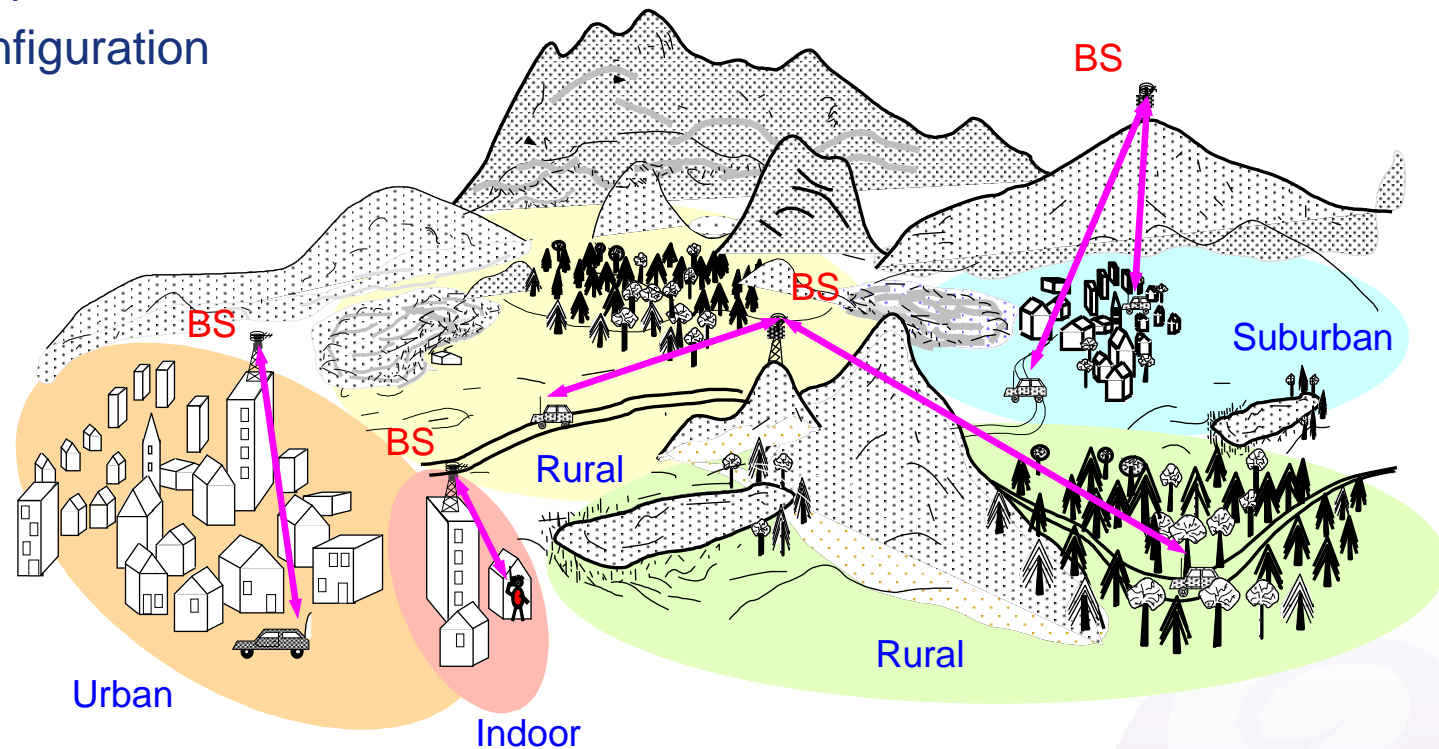 nfiguration
BS
BS
BS
Suburban
BS
Rural
Rural
Urban
Indoor